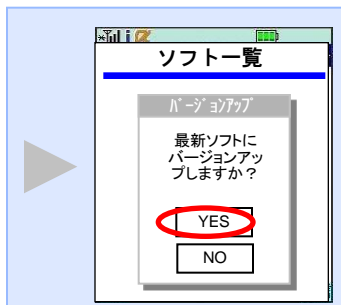 ソフト一覧
ﾊﾞｰｼﾞｮﾝｱｯﾌﾟ
最新ソフトに
バージョンアッ
プしますか？
YES
NO